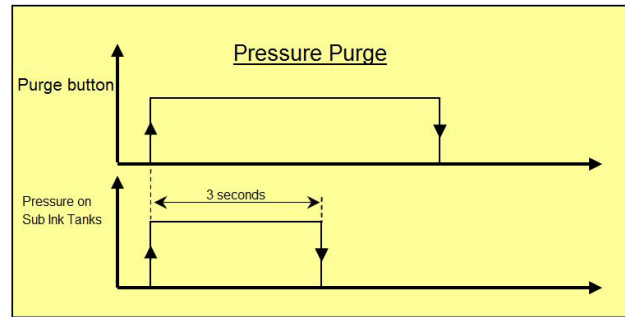 Pressure Purge
Purge button
Pressure on
Sub Ink Tanks
3 seconds